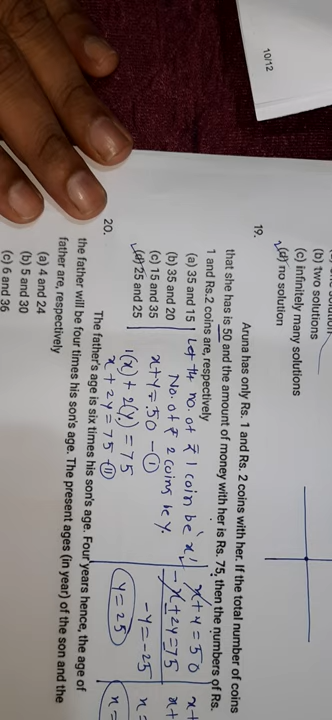 10/12
(b) two solutions
(c) infinitely many solutions
(d) no solution
19. Aruna has only Rs. 1 and Rs. 2 coins with her. If the total number of coins
that she has is 50 and the amount of money with her is Rs. 75, then the numbers of Rs.
1 and Rs.2 coins are, respectively
(a) 35 and 15
(b) 35 and 20
(c) 15 and 35
(d) 25 and 25
Let the no. of ₹ 1 coin be 'x'
No. of ₹ 2 coins be y.
x+y=50 -(I)
1(x)+2(y)=75
x+2y=75-(II)
x+y=50
-x+2y=75
-y=-25
y=25
20. The father's age is six times his son's age. Four years hence, the age of
the father will be four times his son's age. The present ages (in year) of the son and the
father are, respectively
(a) 4 and 24
(b) 5 and 30
(c) 6 and 36